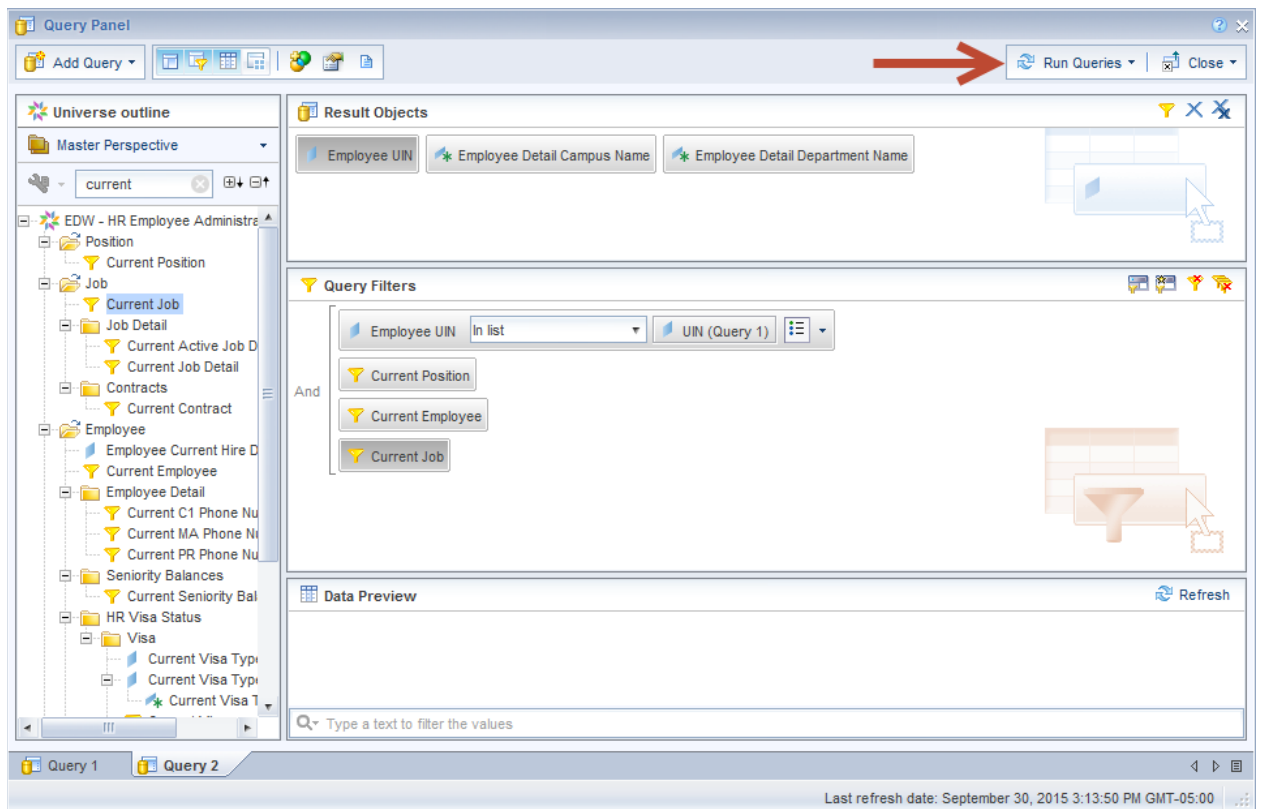 Query Panel
Add Query
Run Queries
Close
Universe outline
Master Perspective
current
EDW - HR Employee Administra
Position
Current Position
Job
Current Job
Job Detail
Current Active Job D
Current Job Detail
Contracts
Current Contract
Employee
Employee Current Hire D
Current Employee
Employee Detail
Current C1 Phone Nu
Current MA Phone Nu
Current PR Phone Nu
Seniority Balances
Current Seniority Bal
HR Visa Status
Visa
Current Visa Type
Current Visa Type
Current Visa T
Result Objects
Employee UIN Employee Detail Campus Name Employee Detail Department Name
Query Filters
And
Employee UIN In list UIN (Query 1)
Current Position
Current Employee
Current Job
Data Preview
Refresh
Type a text to filter the values
Query 1 Query 2
Last refresh date: September 30, 2015 3:13:50 PM GMT-05:00